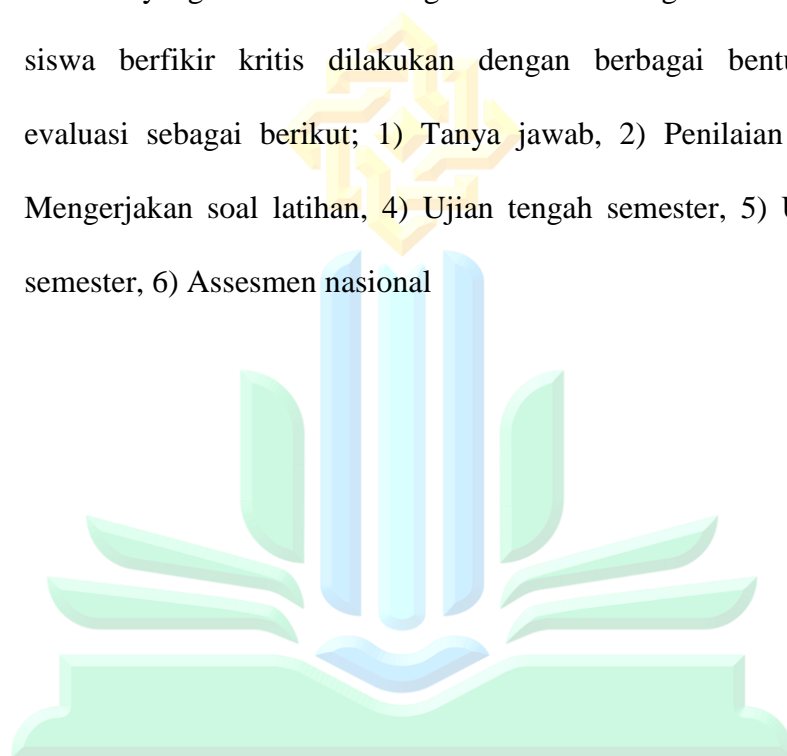 siswa berfikir kritis dilakukan dengan berbagai
evaluasi sebagai berikut; 1) Tanya jawab, 2) Penilaian
Mengerjakan soal latihan, 4) Ujian tengah semester, 5)
semester, 6) Assesmen nasional